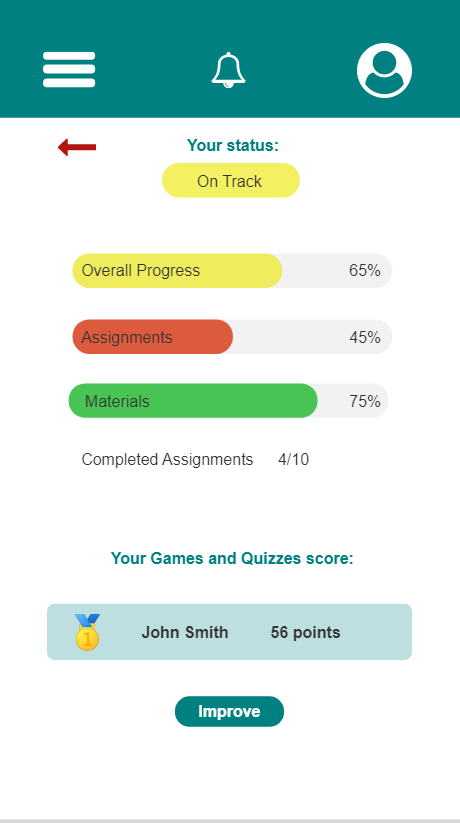 Your status:
On Track
Overall Progress 65%
Assignments 45%
Materials 75%
Completed Assignments 4/10
Your Games and Quizzes score:
1 John Smith 56 points
Improve